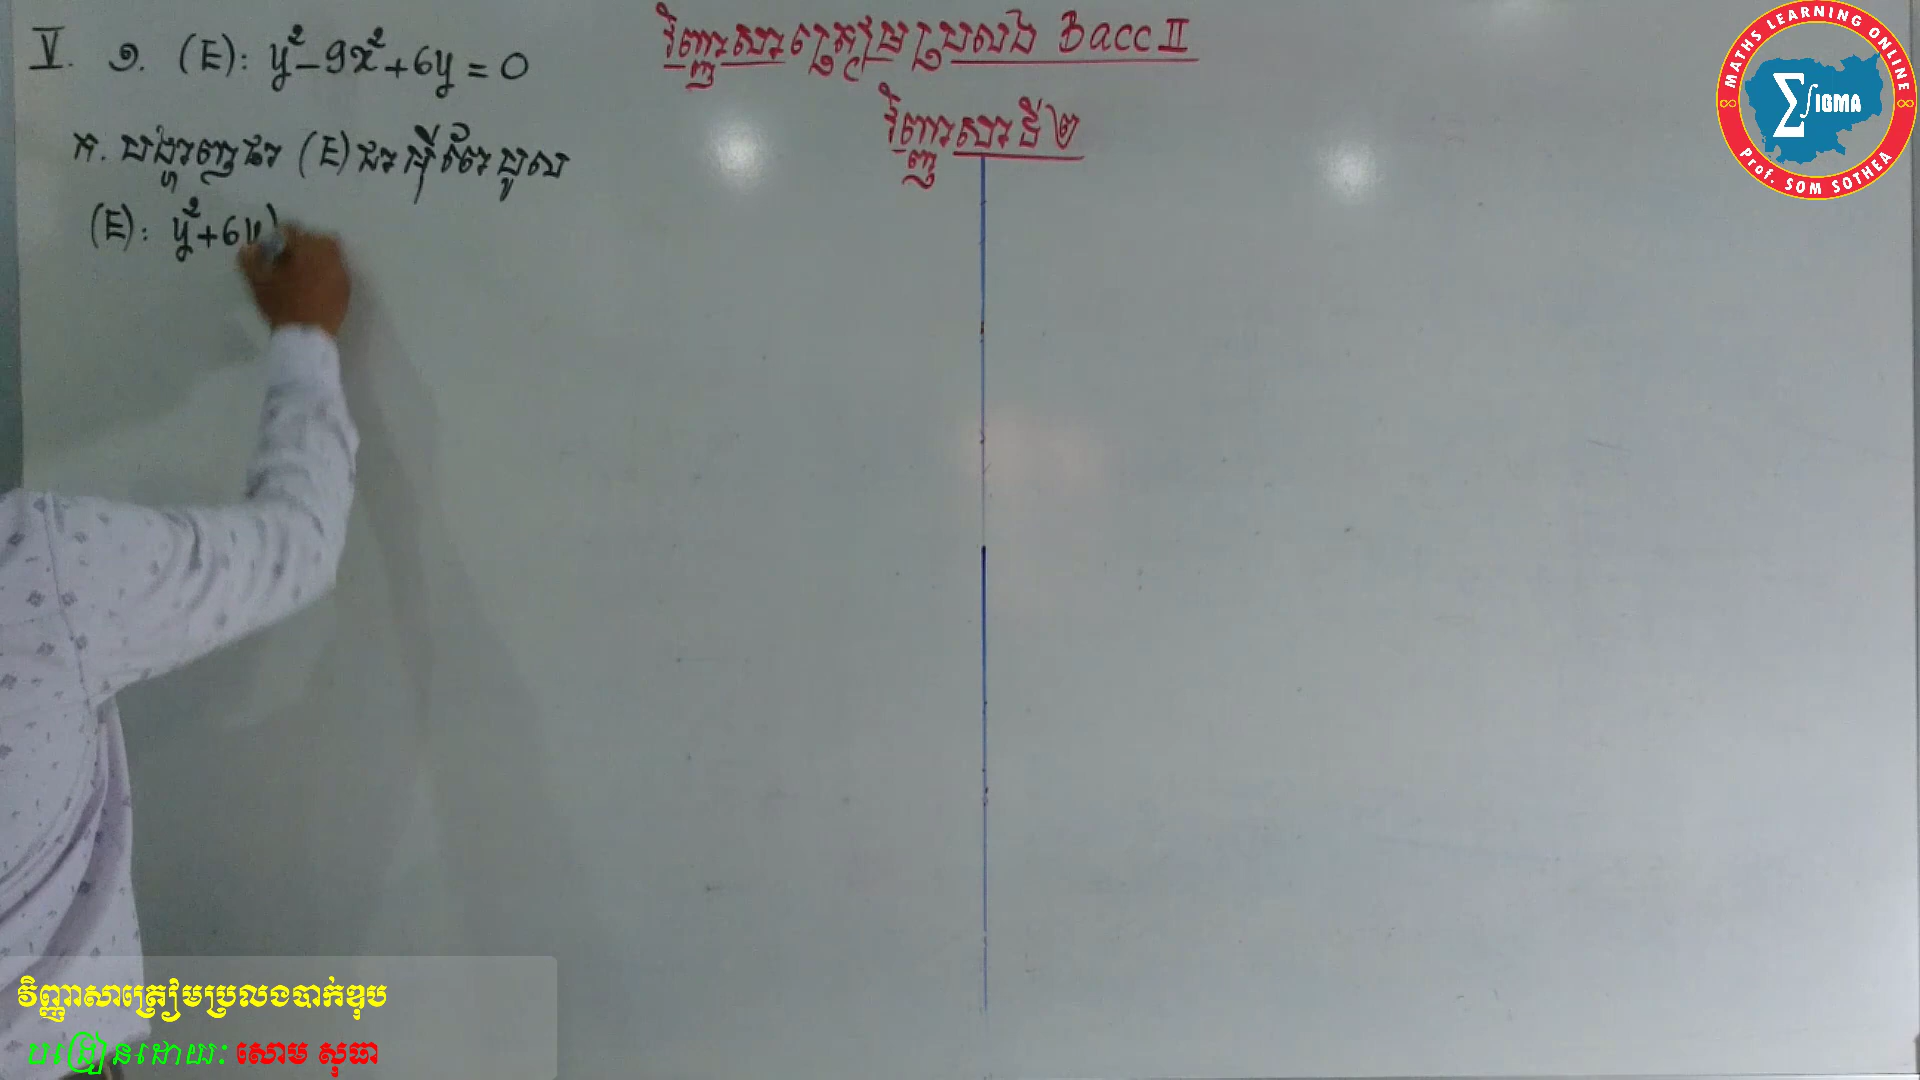 វិញ្ញាសាត្រៀមប្រលង Bacc II
វិញ្ញាសាទី២
V. ១. (E): y² - 9x² + 6y = 0
ក. បង្ហាញថា (E) ជាអ៊ីពែបូល
(E): y² + 6y
MATHS LEARNING ONLINE
∑∫IGMA
Prof. SOM SOTHEA
វិញ្ញាសាត្រៀមប្រលងបាក់ឌុប
បង្រៀនដោយ: សោម សុធា